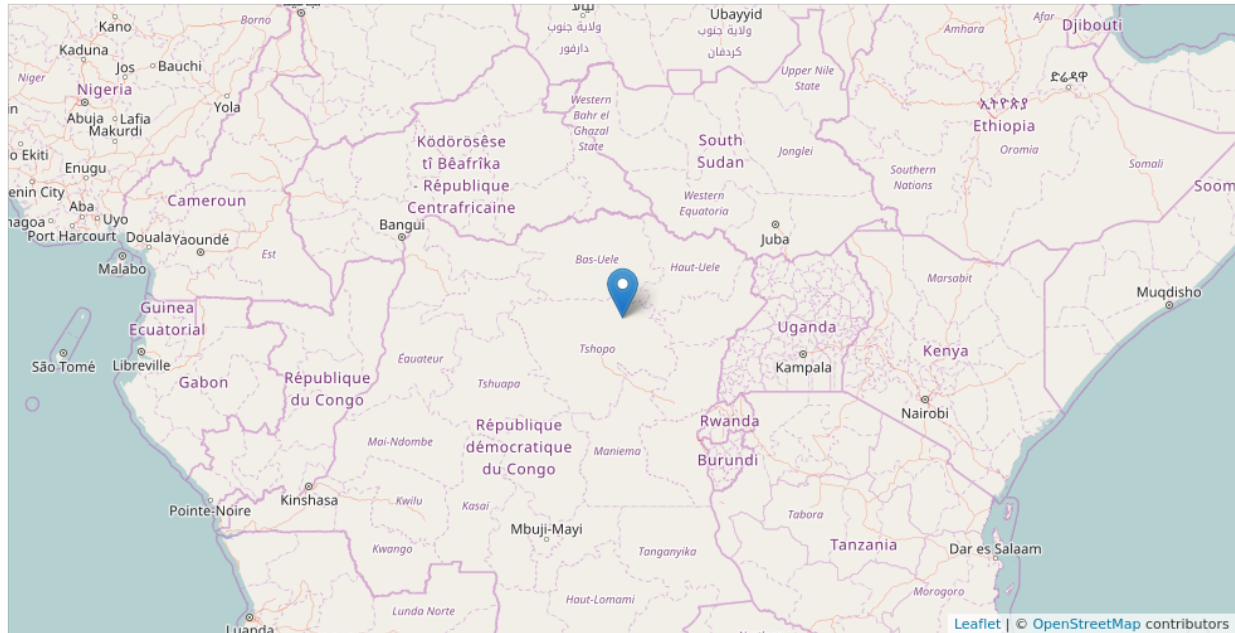 Kano
Borno
Kaduna
Jos
Bauchi
Niger
Nigeria
Yola
Abuja
Lafia
Makurdi
o Ekiti
Enugu
enin City
Aba
Uyo
Port Harcourt
Douala
Yaoundé
Malabo
Cameroun
Est
Ubayyid
ولاية جنوب
دارفور
ولاية جنوب
كردفان
Upper Nile
State
Amhara
Afar
Djibouti
ድሬዳዋ
ኢትዮጵያ
Ethiopia
Oromia
Somali
Southern
Nations
Soom
Western
Bahr el
Ghazal
State
South
Sudan
Jonglei
Western
Equatoria
Juba
Ködörösêse
tî Bêafrîka
- République
Centrafricaine
Bangui
Bas-Uele
Haut-Uele
Marsabit
Muqdisho
Guinea
Ecuatorial
São Tomé
Libreville
Gabon
République
du Congo
Éauateur
Tshopo
Tshuapa
Uganda
Kampala
Kenya
Nairobi
Rwanda
Burundi
République
démocratique
du Congo
Mai-Ndombe
Maniema
Kinshasa
Pointe-Noire
Kwilu
Kasaï
Kwango
Mbuji-Mayi
Tanganyika
Tabora
Tanzania
Dar es Salaam
Morogoro
Haut-Lomami
Lunda Norte
Luanda
Leaflet | © OpenStreetMap contributors